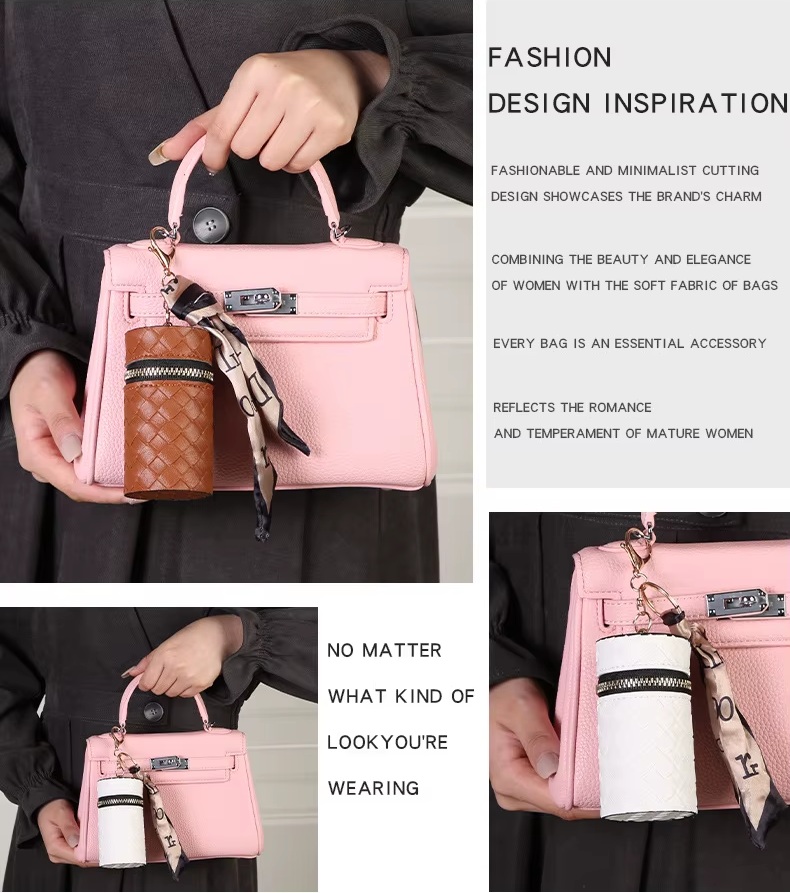 FASHION
DESIGN INSPIRATION
FASHIONABLE AND MINIMALIST CUTTING
DESIGN SHOWCASES THE BRAND'S CHARM
COMBINING THE BEAUTY AND ELEGANCE
OF WOMEN WITH THE SOFT FABRIC OF BAGS
EVERY BAG IS AN ESSENTIAL ACCESSORY
REFLECTS THE ROMANCE
AND TEMPERAMENT OF MATURE WOMEN
NO MATTER
WHAT KIND OF
LOOKYOU'RE
WEARING